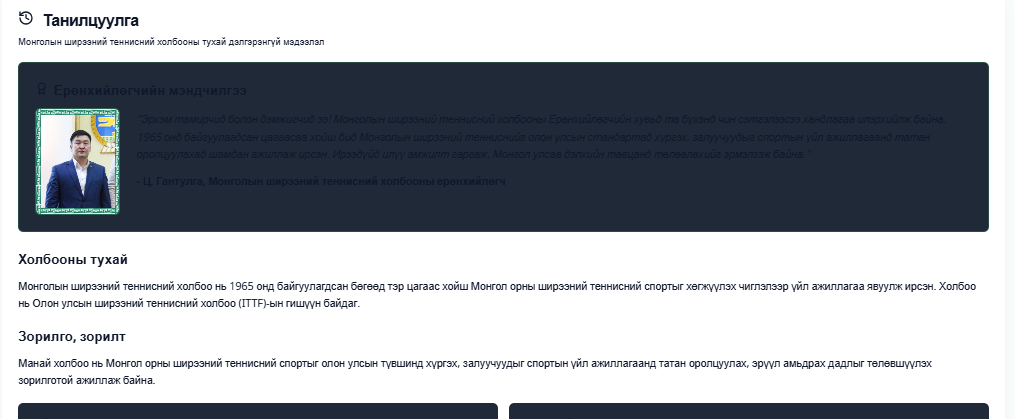 Танилцуулга
Монголын ширээний теннисний холбооны тухай дэлгэрэнгүй мэдээлэл
Ерөнхийлөгчийн мэндчилгээ
"Эрхэм тамирчид болон дэмжигчид ээ! Монголын ширээний теннисний холбооны Ерөнхийлөгчийн хувьд та бүхэнд чин сэтгэлийн мэндчилгээ илгээж байна.
1965 онд байгуулагдсан цагаасаа хойш бид Монголын ширээний теннисийг олон улсын стандартад хүргэх, залуучуудыг спортын үйл ажиллагаанд татан
оролцуулахад шамдан ажиллаж ирсэн. Ирээдүйд илүү амжилт гаргаж, Монгол улсаа дэлхийн тавцанд төлөөлөхийг эрмэлзэж байна."
- Ц. Гантулга, Монголын ширээний теннисний холбооны ерөнхийлөгч
Холбооны тухай
Монголын ширээний теннисний холбоо нь 1965 онд байгуулагдсан бөгөөд тэр цагаас хойш Монгол орны ширээний теннисний спортыг хөгжүүлэх чиглэлээр үйл ажиллагаа явуулж ирсэн. Холбоо
нь Олон улсын ширээний теннисний холбоо (ITTF)-ын гишүүн байдаг.
Зорилго, зорилт
Манай холбоо нь Монгол орны ширээний теннисний спортыг олон улсын түвшинд хүргэх, залуучуудыг спортын үйл ажиллагаанд татан оролцуулах, эрүүл амьдрах дадлыг төлөвшүүлэх
зорилготой ажиллаж байна.